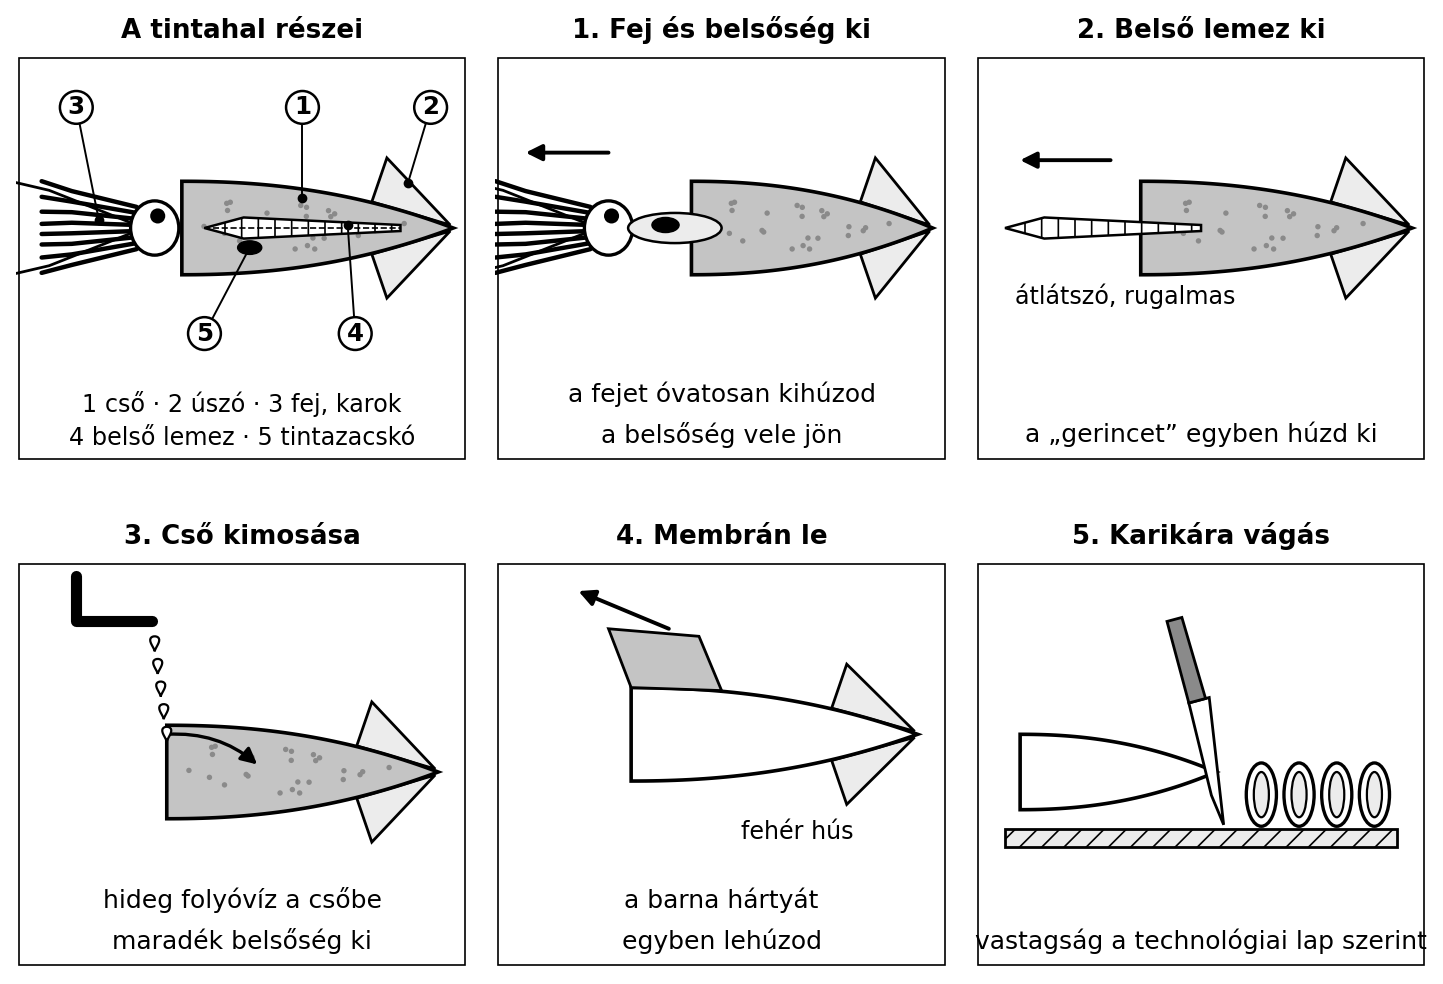 A tintahal részei
3
1
2
5
4
1 cső · 2 úszó · 3 fej, karok
4 belső lemez · 5 tintazacskó
1. Fej és belsőség ki
a fejet óvatosan kihúzod
a belsőség vele jön
2. Belső lemez ki
átlátszó, rugalmas
a „gerincet” egyben húzd ki
3. Cső kimosása
hideg folyóvíz a csőbe
maradék belsőség ki
4. Membrán le
fehér hús
a barna hártyát
egyben lehúzod
5. Karikára vágás
vastagság a technológiai lap szerint